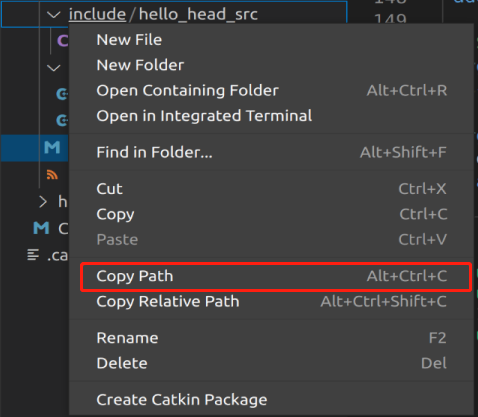 include/hello_head_src
148
149
New File
New Folder
Open Containing Folder Alt+Ctrl+R
Open in Integrated Terminal
Find in Folder... Alt+Shift+F
Cut Ctrl+X
Copy Ctrl+C
Paste Ctrl+V
h
C
.ca
Copy Path Alt+Ctrl+C
Copy Relative Path Alt+Ctrl+Shift+C
Rename F2
Delete Del
Create Catkin Package